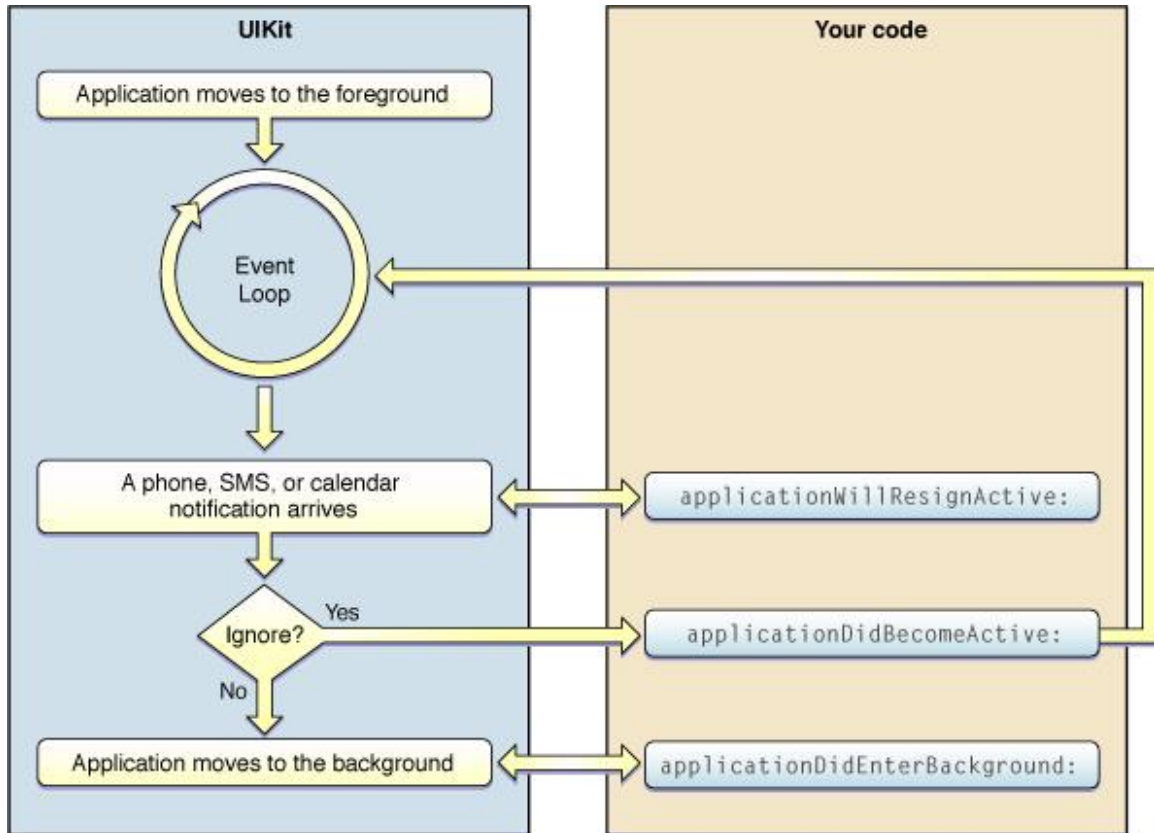 UIKit
Your code
Application moves to the foreground
Event
Loop
A phone, SMS, or calendar
notification arrives
applicationWillResignActive:
Ignore?
Yes
applicationDidBecomeActive:
No
Application moves to the background
applicationDidEnterBackground: